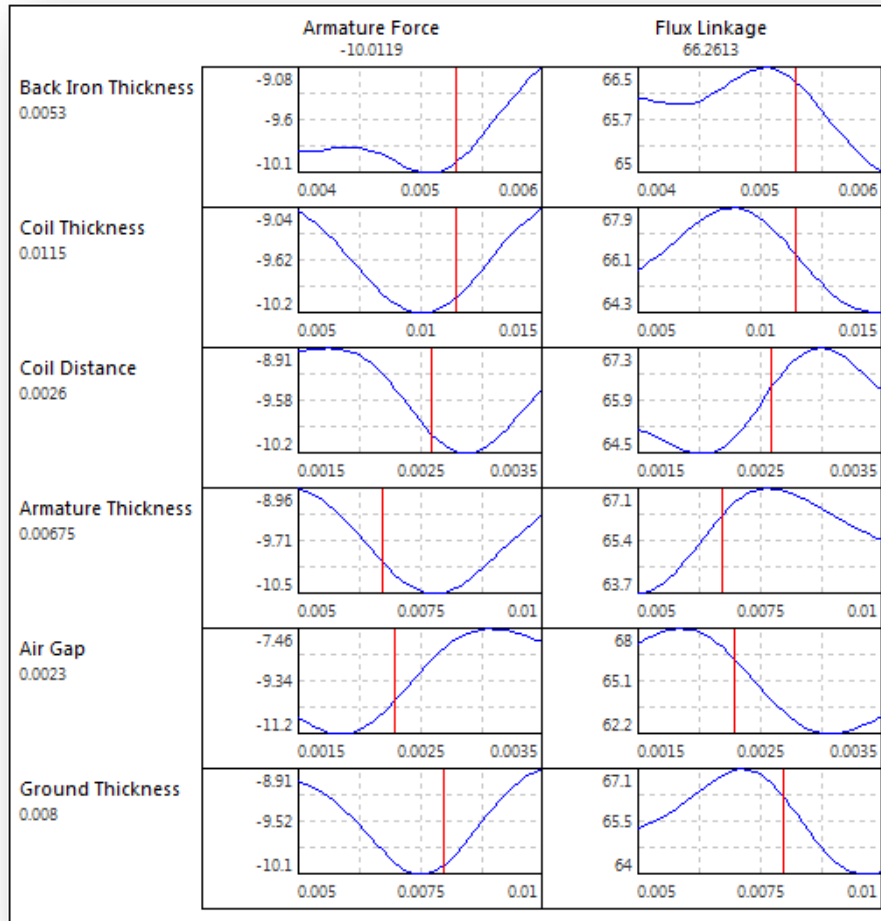 Armature Force Flux Linkage
-10.0119 66.2613
Back Iron Thickness
0.0053
-9.08
-9.6
-10.1
0.004 0.005 0.006
66.5
65.7
65
0.004 0.005 0.006
Coil Thickness
0.0115
-9.04
-9.62
-10.2
0.005 0.01 0.015
67.9
66.1
64.3
0.005 0.01 0.015
Coil Distance
0.0026
-8.91
-9.58
-10.2
0.0015 0.0025 0.0035
67.3
65.9
64.5
0.0015 0.0025 0.0035
Armature Thickness
0.00675
-8.96
-9.71
-10.5
0.005 0.0075 0.01
67.1
65.4
63.7
0.005 0.0075 0.01
Air Gap
0.0023
-7.46
-9.34
-11.2
0.0015 0.0025 0.0035
68
65.1
62.2
0.0015 0.0025 0.0035
Ground Thickness
0.008
-8.91
-9.52
-10.1
0.005 0.0075 0.01
67.1
65.5
64
0.005 0.0075 0.01